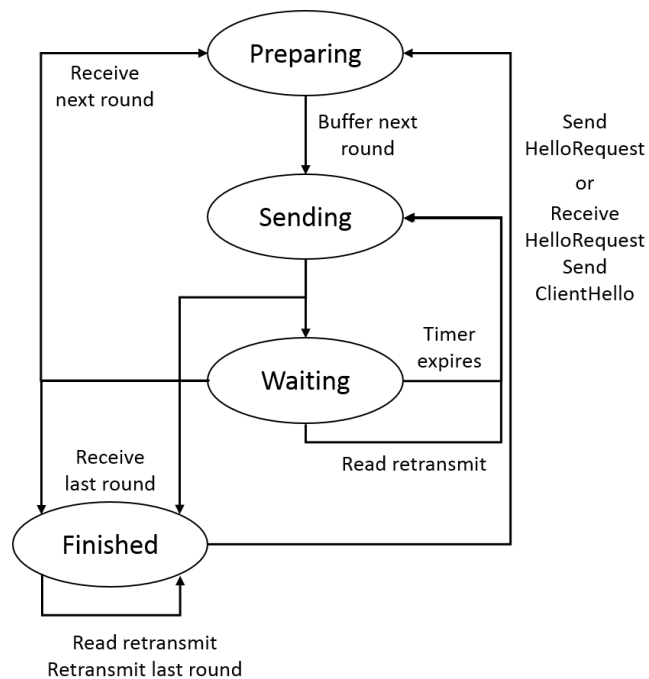 Preparing
Receive
next round
Buffer next
round
Send
HelloRequest
or
Receive
HelloRequest
Send
ClientHello
Sending
Timer
expires
Waiting
Read retransmit
Receive
last round
Finished
Read retransmit
Retransmit last round